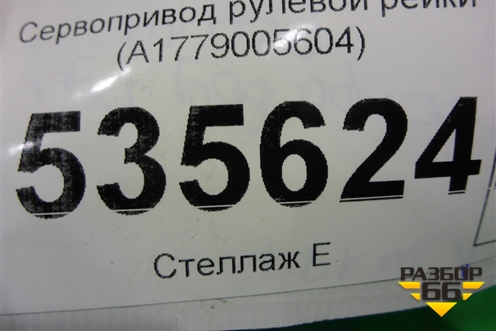 Сервопривод рулевой рейки
(A1779005604)
535624
Стеллаж Е
РАЗБОР
66